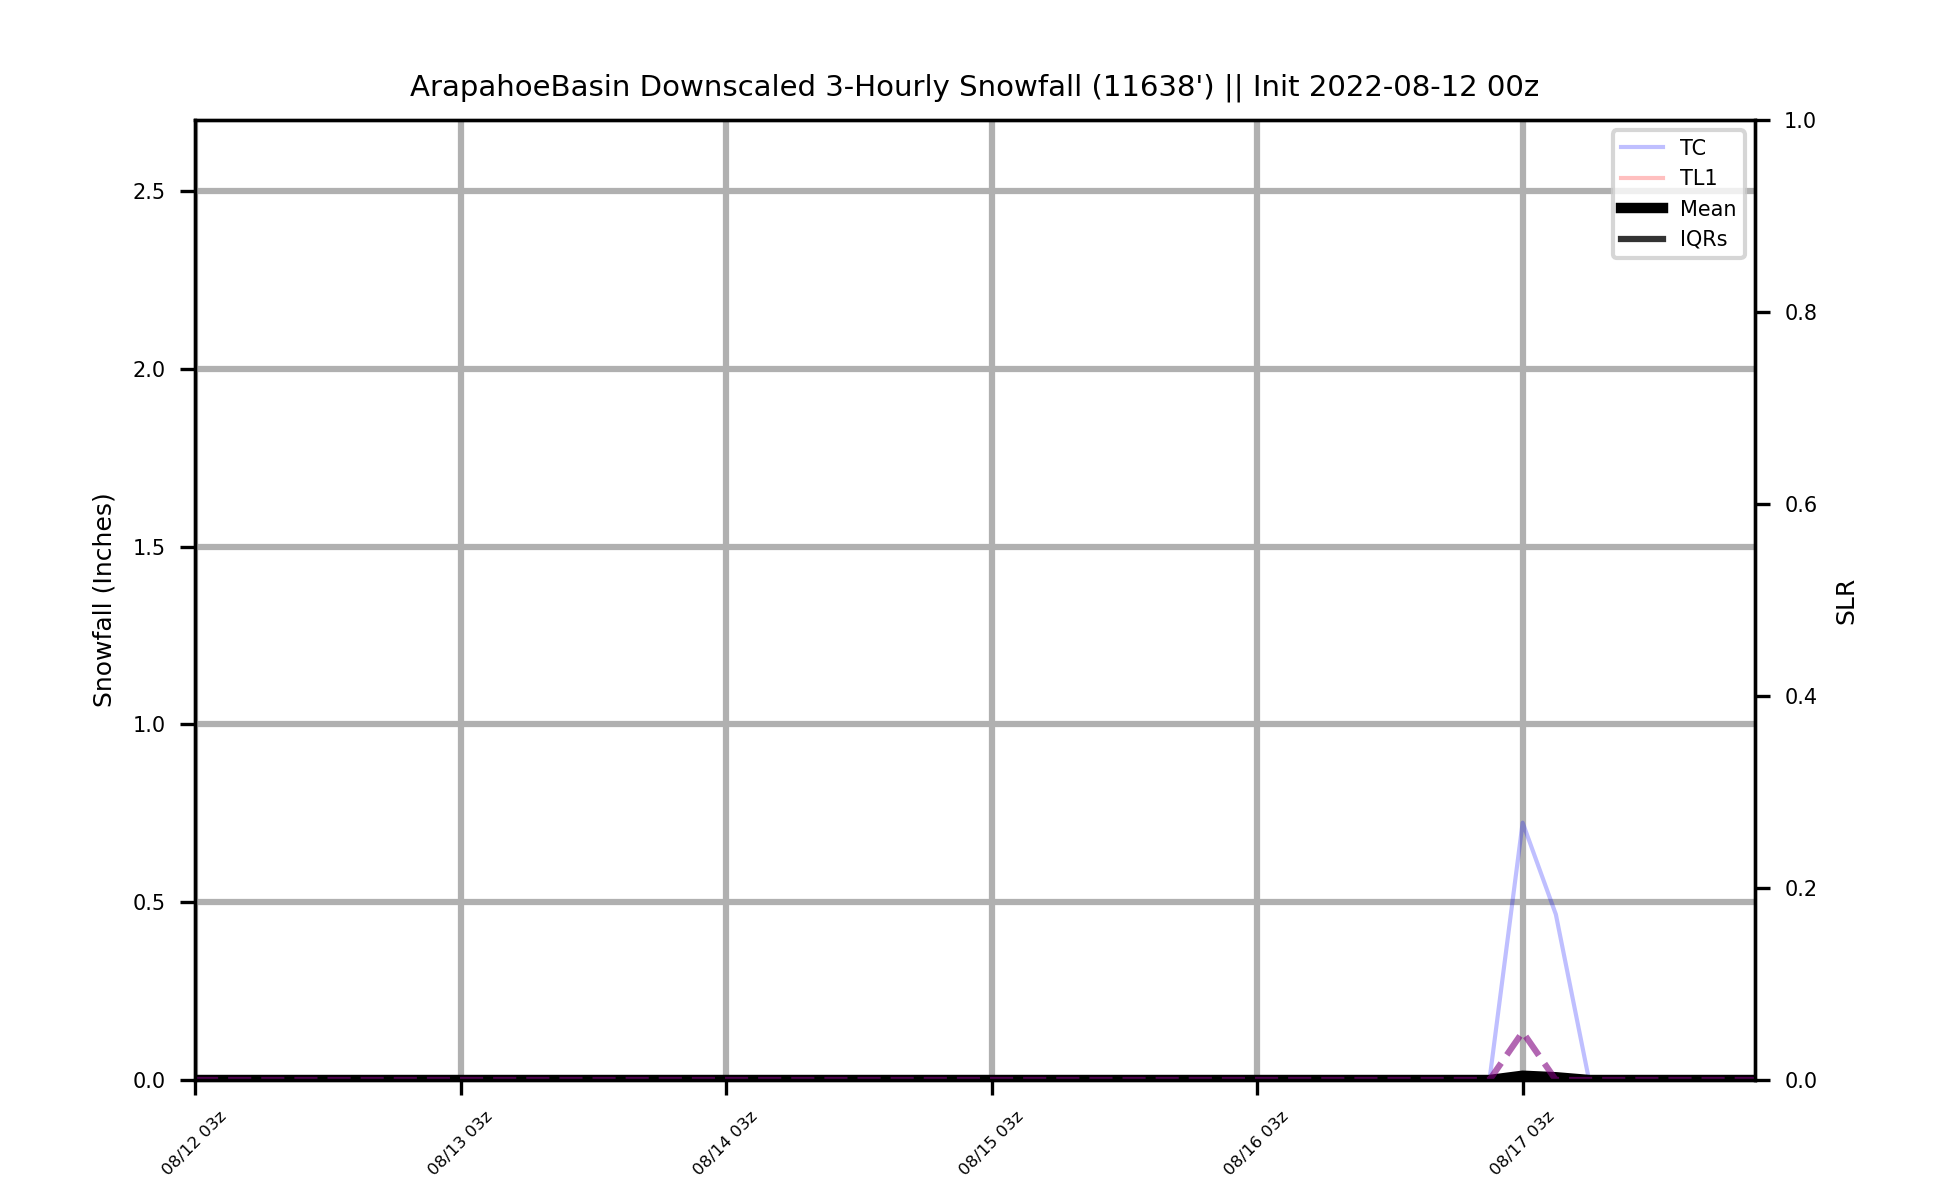 ArapahoeBasin Downscaled 3-Hourly Snowfall (11638') || Init 2022-08-12 00z
TC
TL1
Mean
IQRs
2.5
2.0
1.5
1.0
0.5
0.0
Snowfall (Inches)
1.0
0.8
0.6
0.4
0.2
0.0
SLR
08/12 03z
08/13 03z
08/14 03z
08/15 03z
08/16 03z
08/17 03z